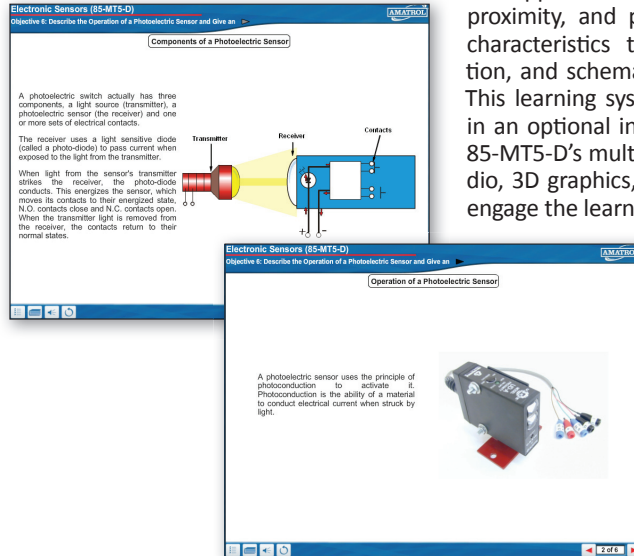 Electronic Sensors (85-MT5-D)
AMATROL
Objective 6: Describe the Operation of a Photoelectric Sensor and Give an
Components of a Photoelectric Sensor
A photoelectric switch actually has three
components, a light source (transmitter), a
photoelectric sensor (the receiver) and one
or more sets of electrical contacts.
The receiver uses a light sensitive diode
(called a photo-diode) to pass current when
exposed to the light from the transmitter.
When light from the sensor's transmitter
strikes the receiver, the photo-diode
conducts. This energizes the sensor, which
moves its contacts to their energized state,
N.O. contacts close and N.C. contacts open.
When the transmitter light is removed from
the receiver, the contacts return to their
normal states.
Transmitter
Receiver
Contacts
+
–
proximity, and p
characteristics t
tion, and schema
This learning sys
in an optional in
85-MT5-D's mult
dio, 3D graphics,
engage the learn
Electronic Sensors (85-MT5-D)
AMATRO
Objective 6: Describe the Operation of a Photoelectric Sensor and Give an
Operation of a Photoelectric Sensor
A photoelectric sensor uses the principle of
photoconduction to activate it.
Photoconduction is the ability of a material
to conduct electrical current when struck by
light.
2 of 6